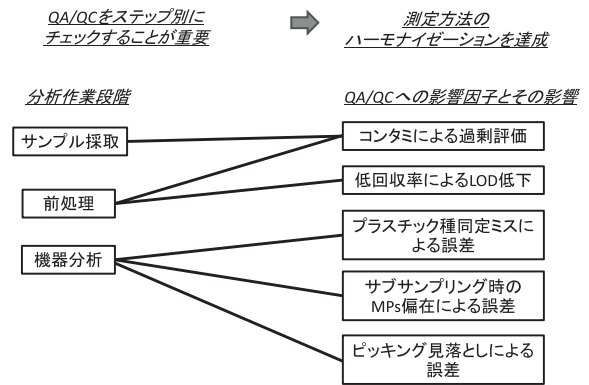 QA/QCをステップ別に
チェックすることが重要
測定方法の
ハーモナイゼーションを達成
分析作業段階
QA/QCへの影響因子とその影響
サンプル採取
前処理
機器分析
コンタミによる過剰評価
低回収率によるLOD低下
プラスチック種同定ミスに
よる誤差
サブサンプリング時の
MPs偏在による誤差
ピッキング見落としによる
誤差